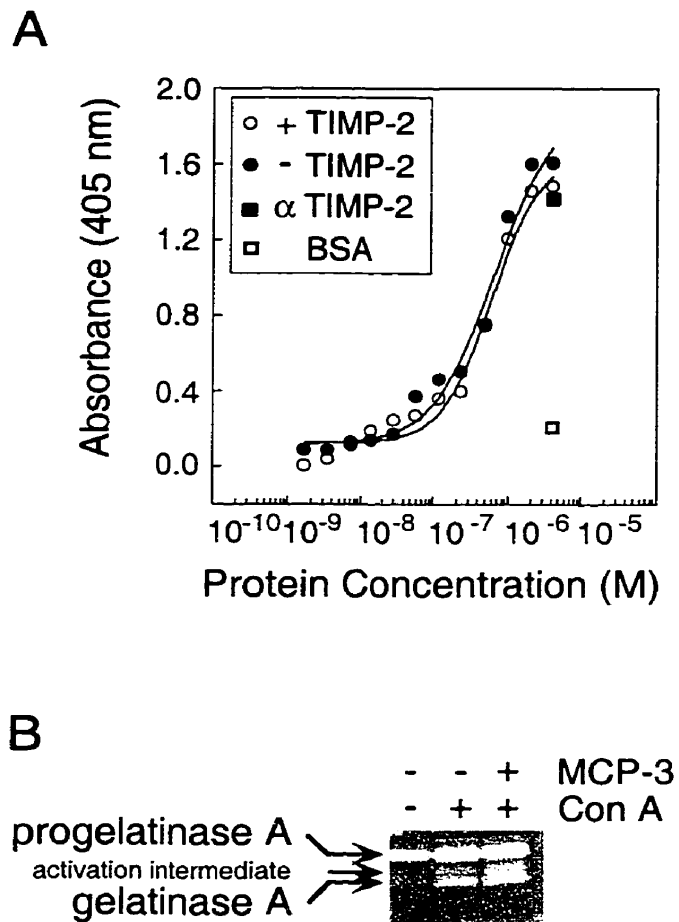 A
Absorbance (405 nm)
2.0
1.6
1.2
0.8
0.4
0.0
+ TIMP-2
- TIMP-2
α TIMP-2
BSA
10-10 10-9 10-8 10-7 10-6 10-5
Protein Concentration (M)
B
- - + MCP-3
- + + Con A
progelatinase A
activation intermediate
gelatinase A